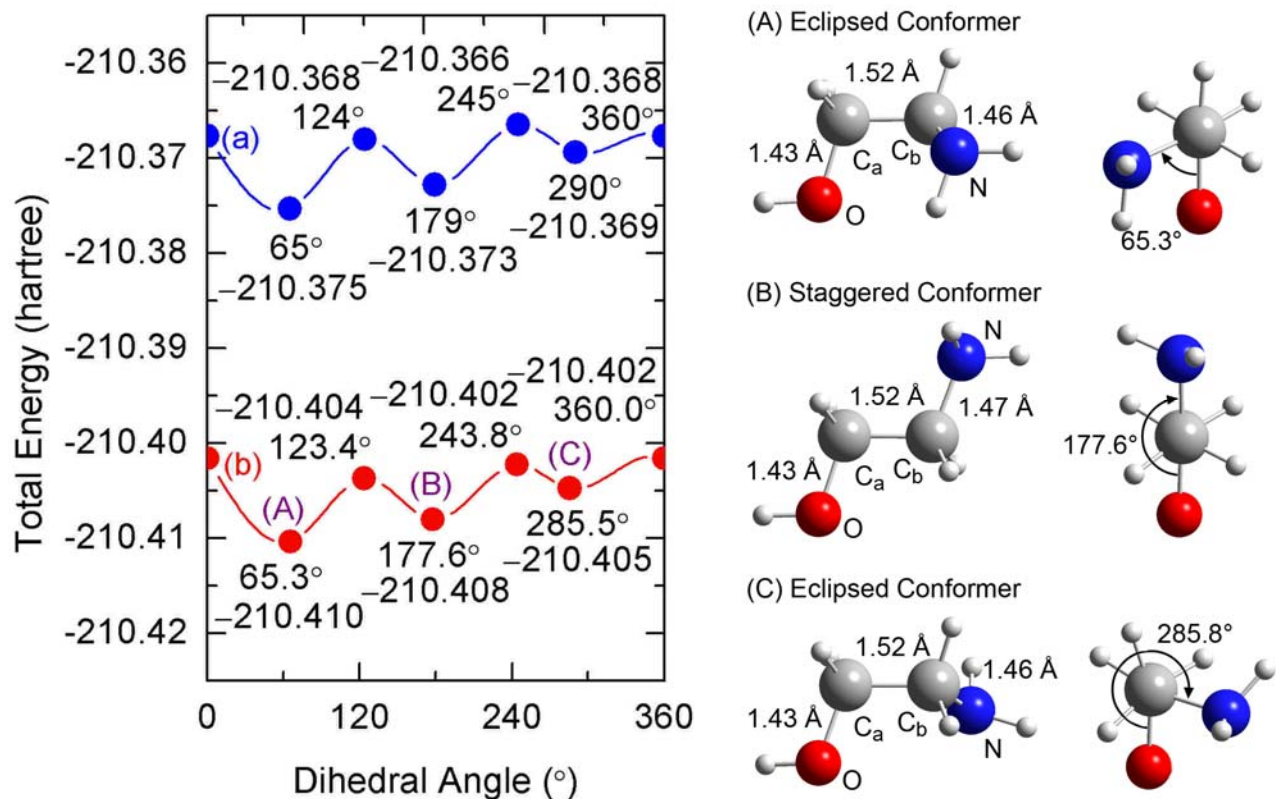 Total Energy (hartree)
-210.36
-210.37
-210.38
-210.39
-210.40
-210.41
-210.42
−210.368
−210.366
−210.368
124°
245°
360°
(a)
65°
−210.375
179°
−210.373
290°
−210.369
−210.404
−210.402
−210.402
123.4°
243.8°
360.0°
(b)
(A)
(B)
(C)
65.3°
−210.410
177.6°
−210.408
285.5°
−210.405
0
120
240
360
Dihedral Angle (°)
(A) Eclipsed Conformer
1.52 Å
1.46 Å
1.43 Å
Ca
Cb
N
O
65.3°
(B) Staggered Conformer
N
1.52 Å
1.47 Å
1.43 Å
Ca
Cb
O
177.6°
(C) Eclipsed Conformer
1.52 Å
1.46 Å
1.43 Å
Ca
Cb
N
O
285.8°